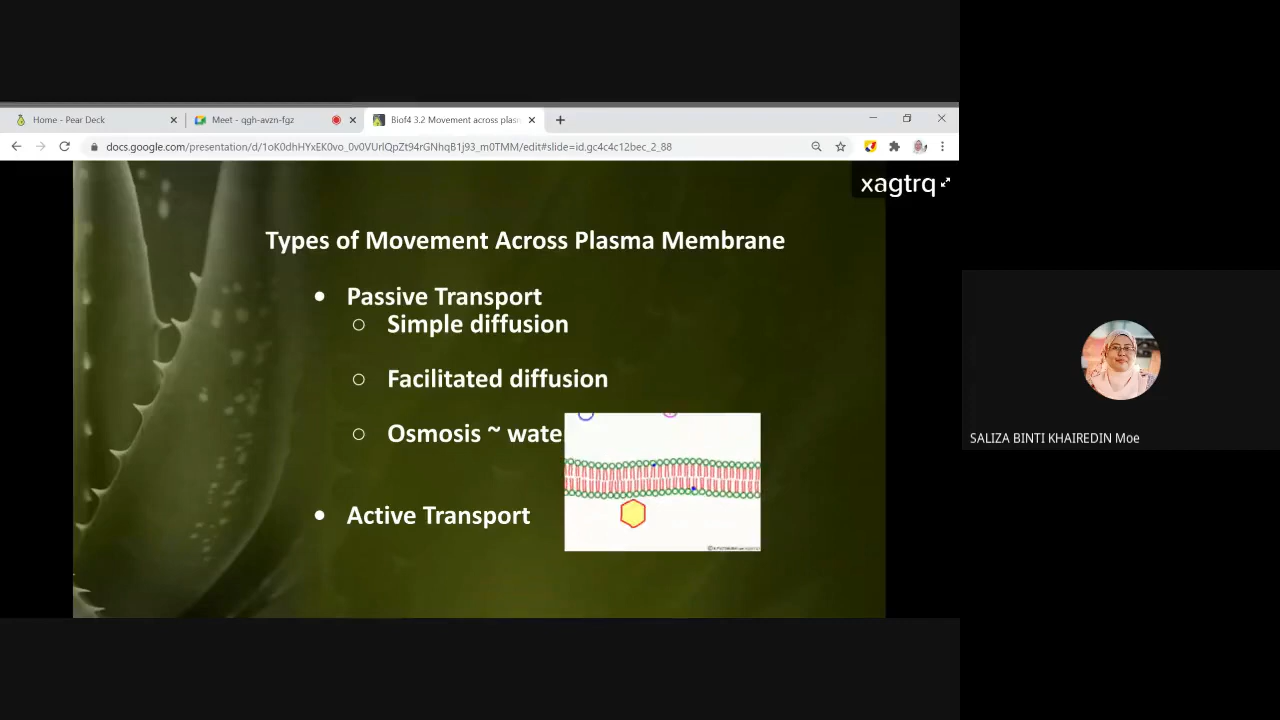 Home - Pear Deck
Meet - qgh-avzn-fgz
Biof4 3.2 Movement across plasm
docs.google.com/presentation/d/1oK0dhHYxEK0vo_0v0VUrlQpZt94rGNhqB1j93_m0TMM/edit#slide=id.gc4c4c12bec_2_88
xagtrq
Types of Movement Across Plasma Membrane
• Passive Transport
○ Simple diffusion
○ Facilitated diffusion
○ Osmosis ~ wate
• Active Transport
SALIZA BINTI KHAIREDIN Moe